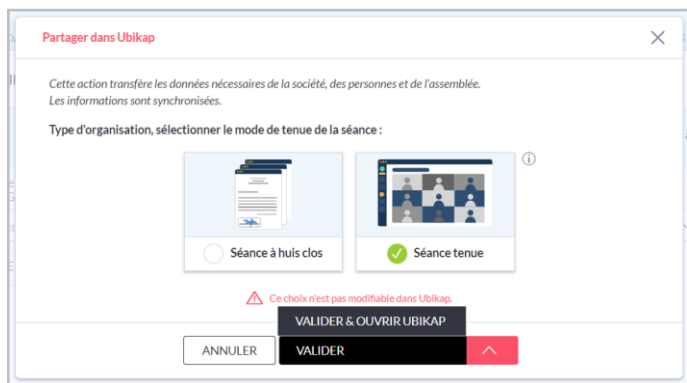 Partager dans Ubikap
Cette action transfère les données nécessaires de la société, des personnes et de l'assemblée.
Les informations sont synchronisées.
Type d'organisation, sélectionner le mode de tenue de la séance :
Séance à huis clos
Séance tenue
Ce choix n'est pas modifiable dans Ubikap.
VALIDER & OUVRIR UBIKAP
ANNULER
VALIDER